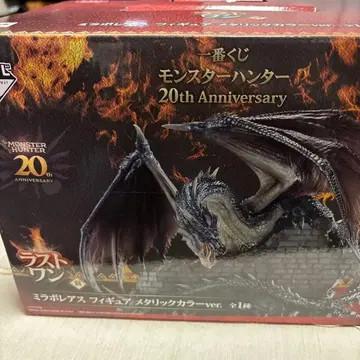 一番くじ
モンスターハンター
20th Anniversary
MONSTER HUNTER
20th
ANNIVERSARY
ラスト
ワン
賞
ミラボレアス フィギュア メタリックカラーver. 全1種